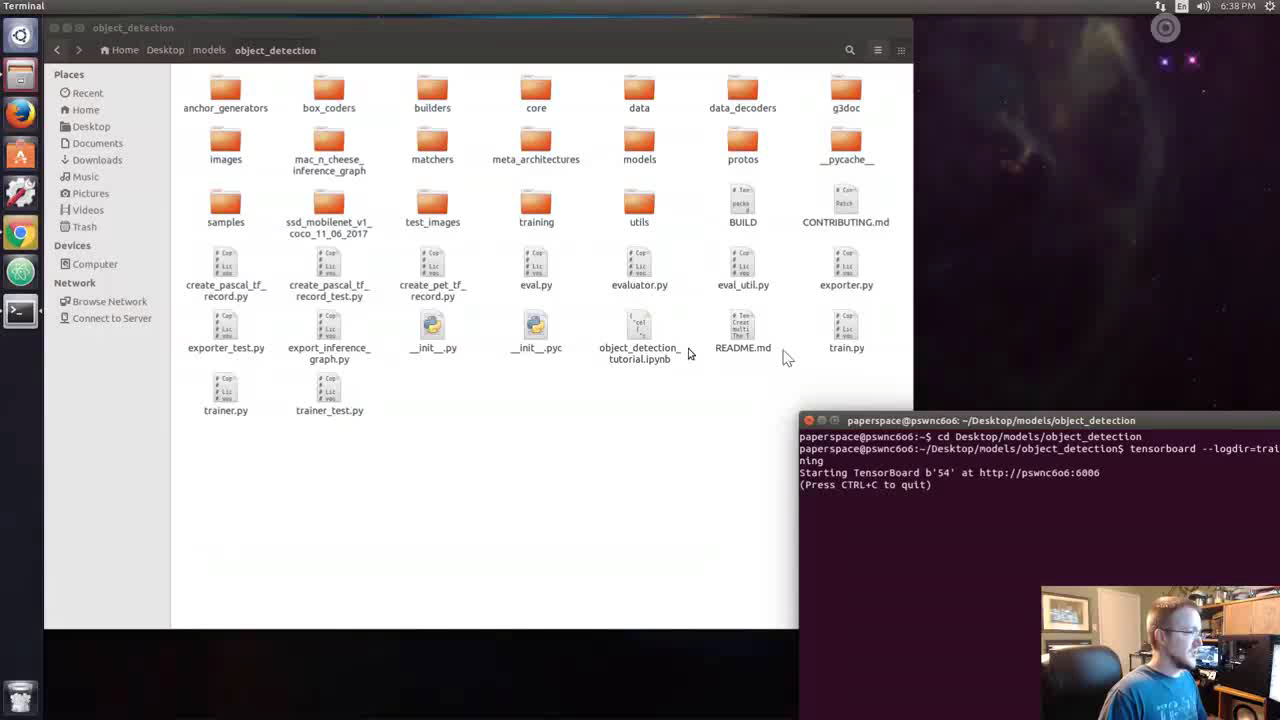 Terminal
En
6:38 PM
object_detection
Home
Desktop
models
object_detection
Places
Recent
Home
Desktop
Documents
Downloads
Music
Pictures
Videos
Trash
Devices
Computer
Network
Browse Network
Connect to Server
anchor_generators
box_coders
builders
core
data
data_decoders
g3doc
images
mac_n_cheese_
inference_graph
matchers
meta_architectures
models
protos
__pycache__
samples
ssd_mobilenet_v1_
coco_11_06_2017
test_images
training
utils
BUILD
CONTRIBUTING.md
create_pascal_tf_
record.py
create_pascal_tf_
record_test.py
create_pet_tf_
record.py
eval.py
evaluator.py
eval_util.py
exporter.py
exporter_test.py
export_inference_
graph.py
__init__.py
__init__.pyc
object_detection_
tutorial.ipynb
README.md
train.py
trainer.py
trainer_test.py
paperspace@pswnc6o6: ~/Desktop/models/object_detection
paperspace@pswnc6o6:~$ cd Desktop/models/object_detection
paperspace@pswnc6o6:~/Desktop/models/object_detection$ tensorboard --logdir=trai
ning
Starting TensorBoard b'54' at http://pswnc6o6:6006
(Press CTRL+C to quit)